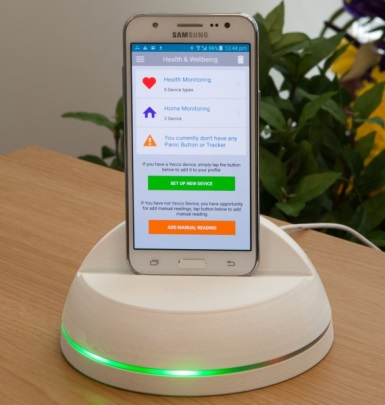 SAMSUNG
12:44 pm
Health & Wellbeing
Health Monitoring
5 Device types
Home Monitoring
2 Device
You currently don't have any
Panic Button or Tracker
If you have a Yecco device, simply tap the button
below to add it to your profile
SET UP NEW DEVICE
If You have not Yecco Device, you have opportunity
for add manual readings, tap button below to add
manual reading
ADD MANUAL READING